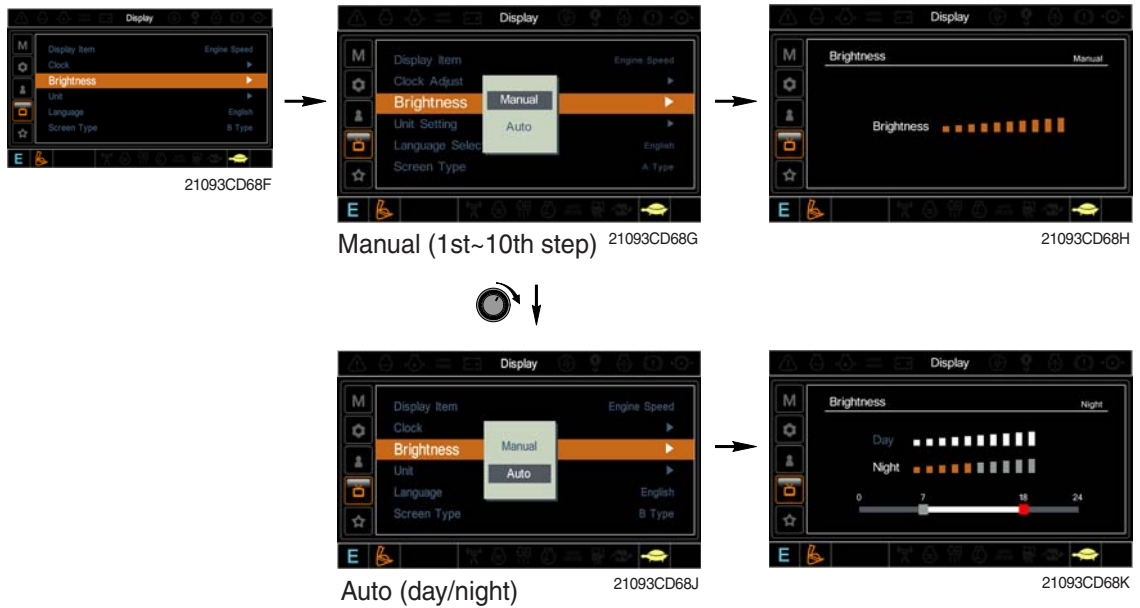 Display
M
Display Item Engine Speed
Clock
Brightness
Unit
Language English
Screen Type B Type
E
21093CD68F
Display
M
Display Item Engine Speed
Clock Adjust
Brightness
Unit Setting
Language Selec English
Screen Type A Type
Manual
Auto
E
Manual (1st~10th step) 21093CD68G
Display
M
Brightness Manual
Brightness
E
21093CD68H
Display
M
Display Item Engine Speed
Clock
Brightness
Unit
Language English
Screen Type B Type
Manual
Auto
E
Auto (day/night) 21093CD68J
Display
M
Brightness Night
Day
Night
0 7 18 24
E
21093CD68K